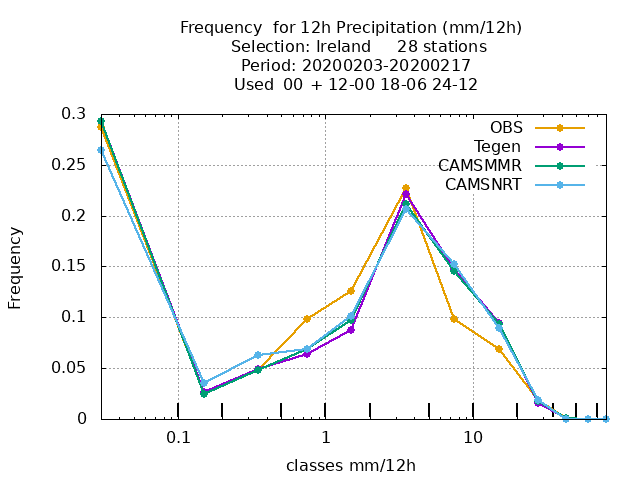 Frequency  for 12h Precipitation (mm/12h)
Selection: Ireland     28 stations
Period: 20200203-20200217
Used  00  + 12-00 18-06 24-12
0.3
0.25
0.2
0.15
0.1
0.05
0
Frequency
OBS
Tegen
CAMSMMR
CAMSNRT
0.1 1 10
classes mm/12h